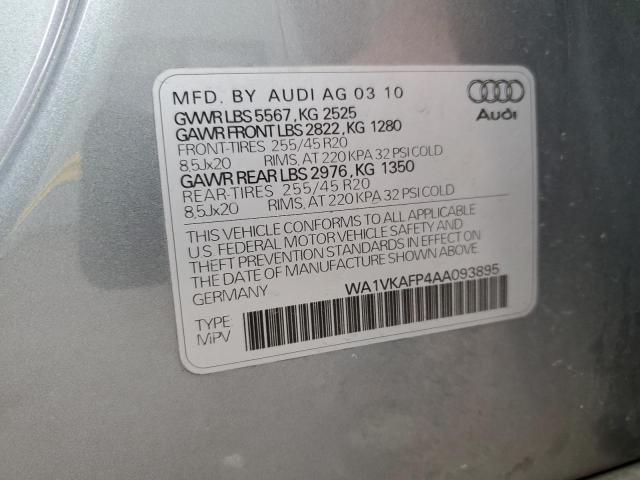 MFD. BY AUDI AG 03 10
GVWR LBS 5567, KG 2525
GAWR FRONT LBS 2822, KG 1280
FRONT-TIRES 255/45 R20
8,5Jx20 RIMS, AT 220 KPA 32 PSI COLD
GAWR REAR LBS 2976, KG 1350
REAR-TIRES 255/45 R20
8,5Jx20 RIMS, AT 220 KPA 32 PSI COLD
THIS VEHICLE CONFORMS TO ALL APPLICABLE
U S FEDERAL MOTOR VEHICLE SAFETY AND
THEFT PREVENTION STANDARDS IN EFFECT ON
THE DATE OF MANUFACTURE SHOWN ABOVE.
GERMANY
WA1VKAFP4AA093895
TYPE:
MPV
Audi